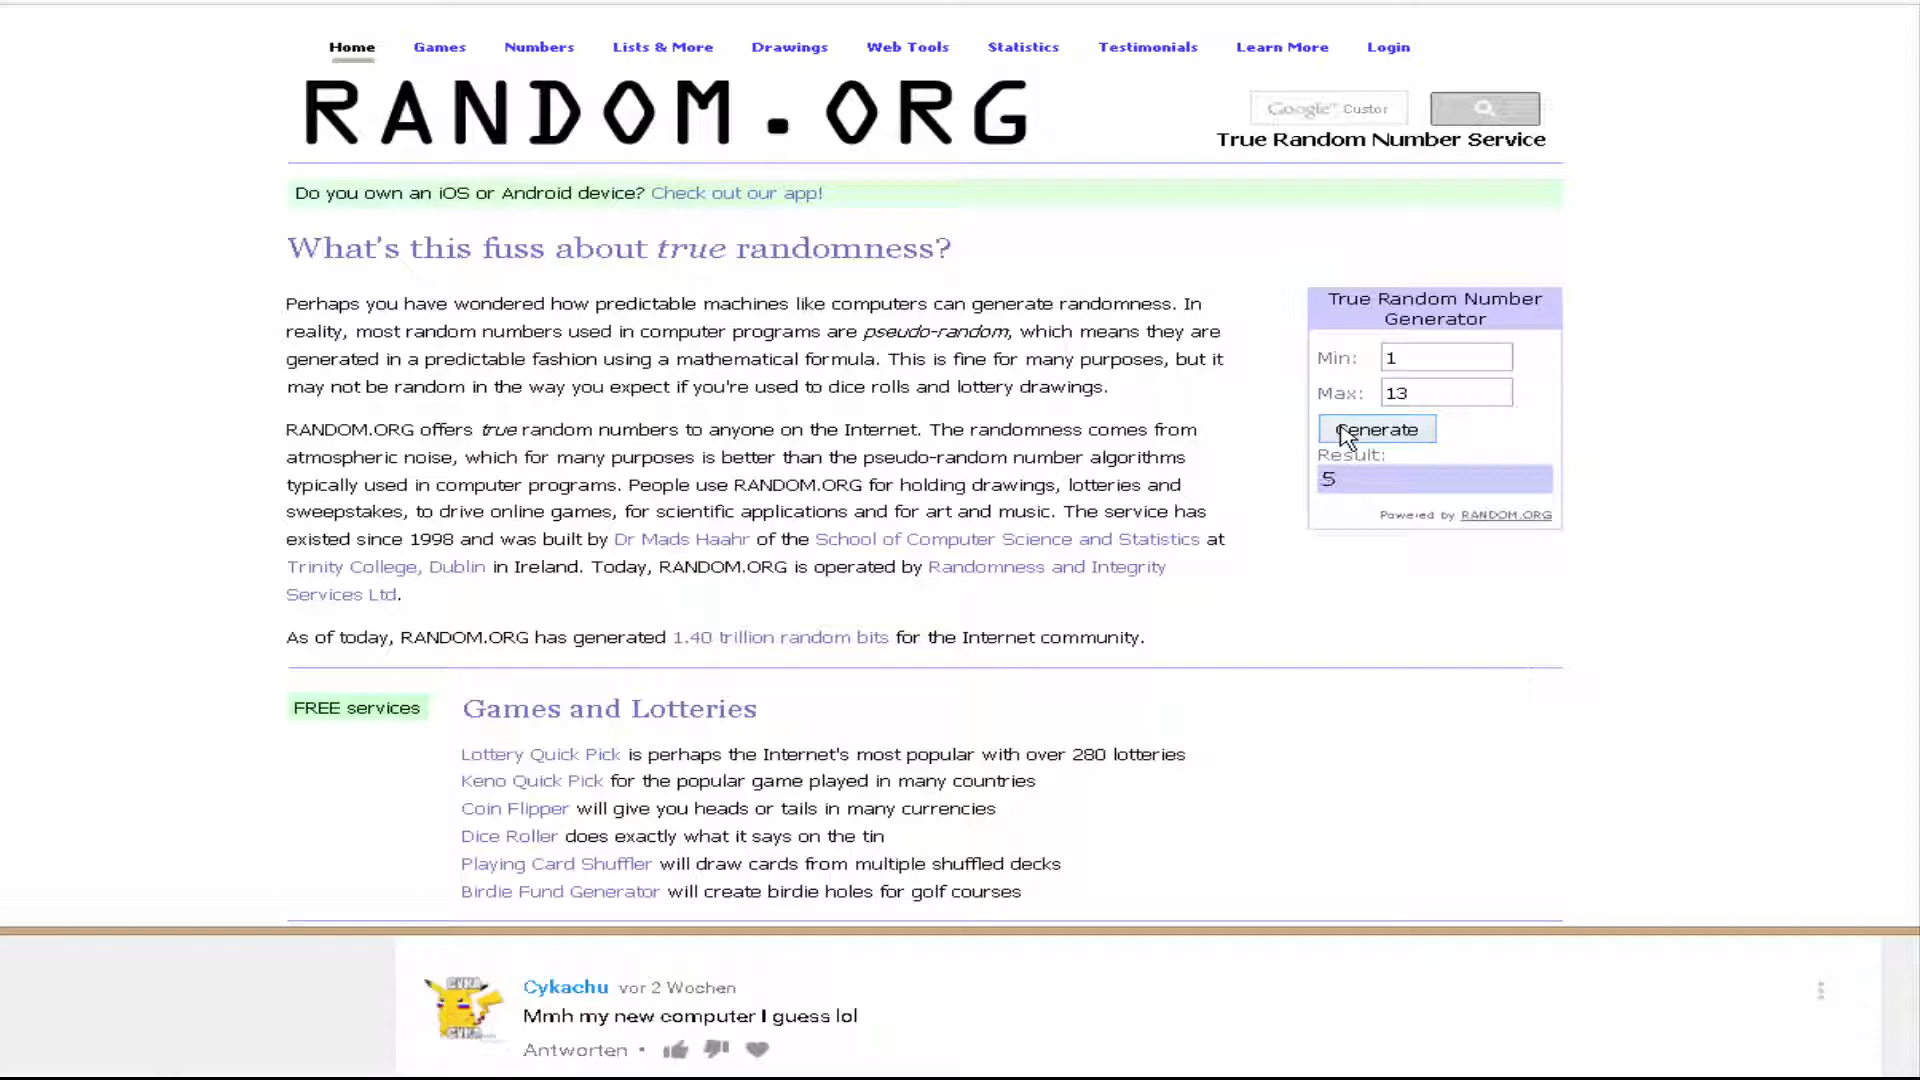 Home Games Numbers Lists & More Drawings Web Tools Statistics Testimonials Learn More Login
RANDOM.ORG
Google™ Custor
True Random Number Service
Do you own an iOS or Android device? Check out our app!
What's this fuss about true randomness?
Perhaps you have wondered how predictable machines like computers can generate randomness. In
reality, most random numbers used in computer programs are pseudo-random, which means they are
generated in a predictable fashion using a mathematical formula. This is fine for many purposes, but it
may not be random in the way you expect if you're used to dice rolls and lottery drawings.
RANDOM.ORG offers true random numbers to anyone on the Internet. The randomness comes from
atmospheric noise, which for many purposes is better than the pseudo-random number algorithms
typically used in computer programs. People use RANDOM.ORG for holding drawings, lotteries and
sweepstakes, to drive online games, for scientific applications and for art and music. The service has
existed since 1998 and was built by Dr Mads Haahr of the School of Computer Science and Statistics at
Trinity College, Dublin in Ireland. Today, RANDOM.ORG is operated by Randomness and Integrity
Services Ltd.
As of today, RANDOM.ORG has generated 1.40 trillion random bits for the Internet community.
True Random Number
Generator
Min: 1
Max: 13
Generate
Result:
5
Powered by RANDOM.ORG
FREE services
Games and Lotteries
Lottery Quick Pick is perhaps the Internet's most popular with over 280 lotteries
Keno Quick Pick for the popular game played in many countries
Coin Flipper will give you heads or tails in many currencies
Dice Roller does exactly what it says on the tin
Playing Card Shuffler will draw cards from multiple shuffled decks
Birdie Fund Generator will create birdie holes for golf courses
CYKA
CYKA
Cykachu vor 2 Wochen
Mmh my new computer I guess lol
Antworten •